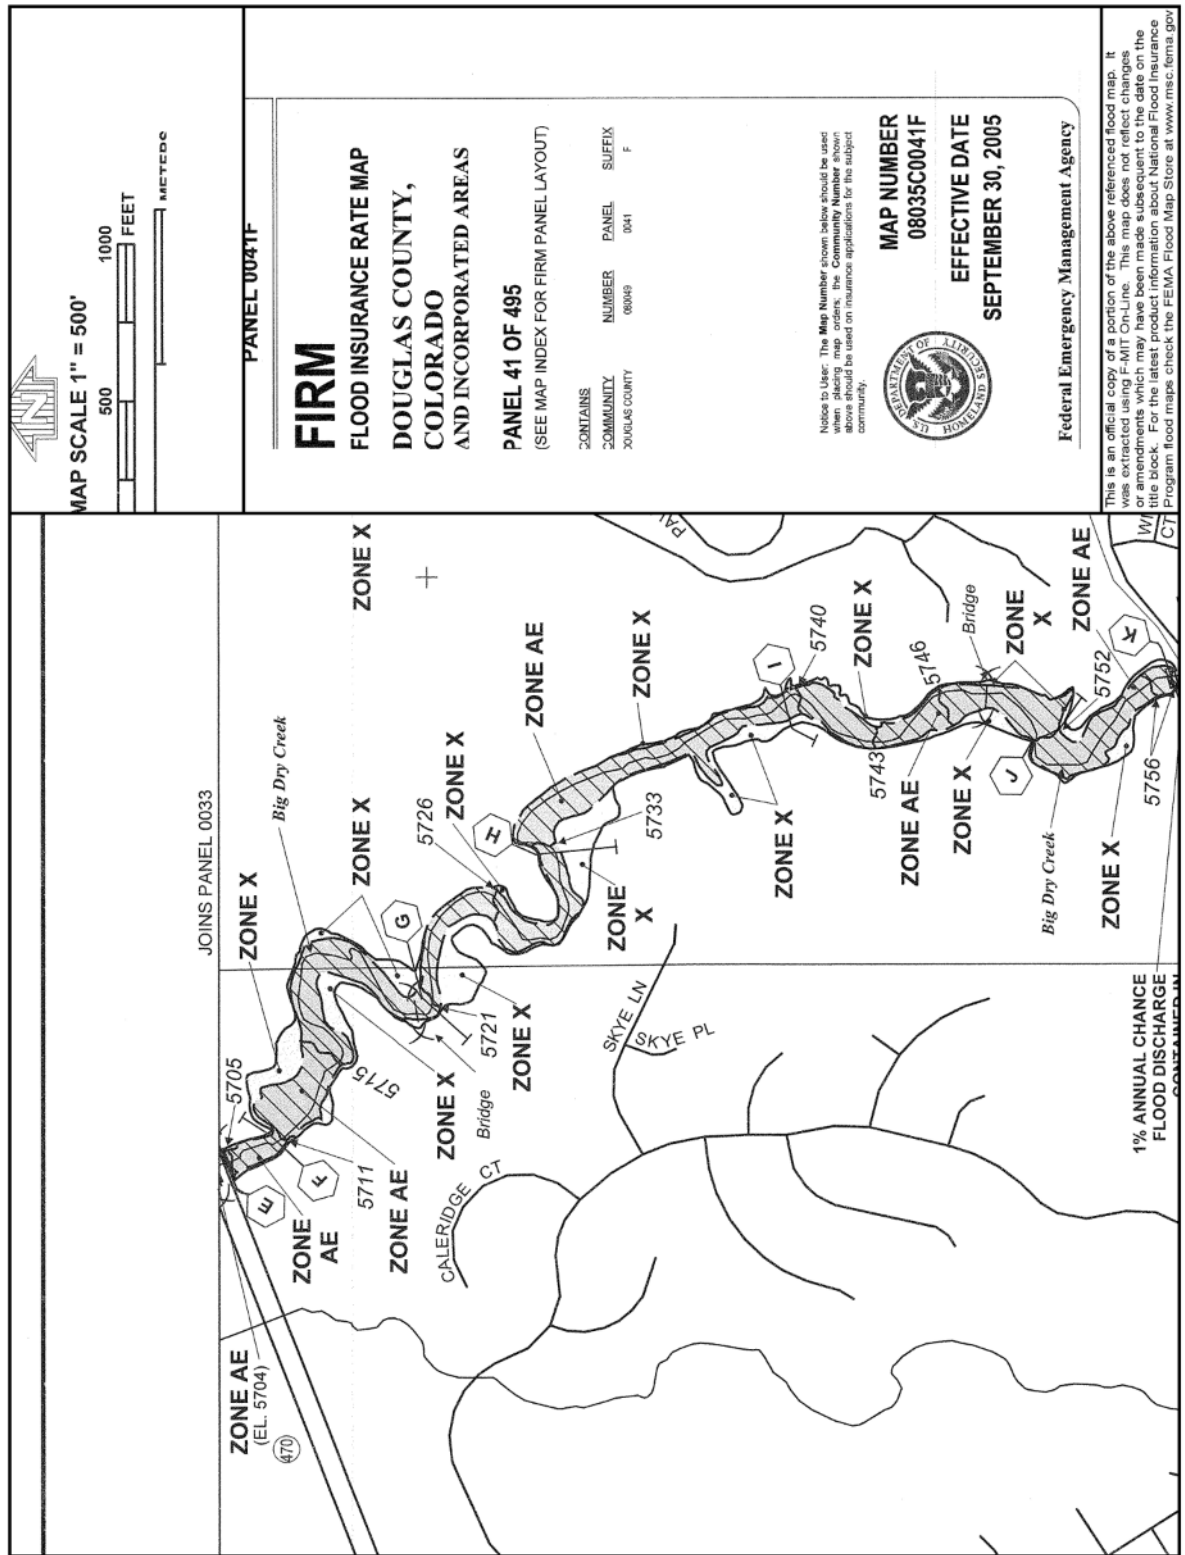 MAP SCALE 1" = 500'
500
1000
FEET
METERS
PANEL 0041F
FIRM
FLOOD INSURANCE RATE MAP
DOUGLAS COUNTY,
COLORADO
AND INCORPORATED AREAS
PANEL 41 OF 495
(SEE MAP INDEX FOR FIRM PANEL LAYOUT)
CONTAINS
COMMUNITY NUMBER PANEL SUFFIX
DOUGLAS COUNTY 080049 0041 F
Notice to User: The Map Number shown below should be used
when placing map orders; the Community Number shown
above should be used on insurance applications for the subject
community.
U.S. DEPARTMENT OF HOMELAND SECURITY
MAP NUMBER
08035C0041F
EFFECTIVE DATE
SEPTEMBER 30, 2005
Federal Emergency Management Agency
This is an official copy of a portion of the above referenced flood map. It
was extracted using F-MIT On-Line. This map does not reflect changes
or amendments which may have been made subsequent to the date on the
title block. For the latest product information about National Flood Insurance
Program flood maps check the FEMA Flood Map Store at www.msc.fema.gov
JOINS PANEL 0033
ZONE AE
(EL. 5704)
470
5705
ZONE X
E
F
ZONE
AE
5711
ZONE AE
5715
Big Dry Creek
ZONE X
ZONE X
G
5721
Bridge
ZONE X
ZONE X
5726
ZONE X
H
ZONE AE
5733
ZONE
X
ZONE X
ZONE X
ZONE X
I
5740
ZONE X
5743
ZONE AE
5746
Bridge
ZONE X
ZONE
X
J
Big Dry Creek
5752
ZONE AE
ZONE X
K
5756
CALERIDGE CT
SKYE LN
SKYE PL
PAL
WI
CT
1% ANNUAL CHANCE
FLOOD DISCHARGE
CONTAINED IN